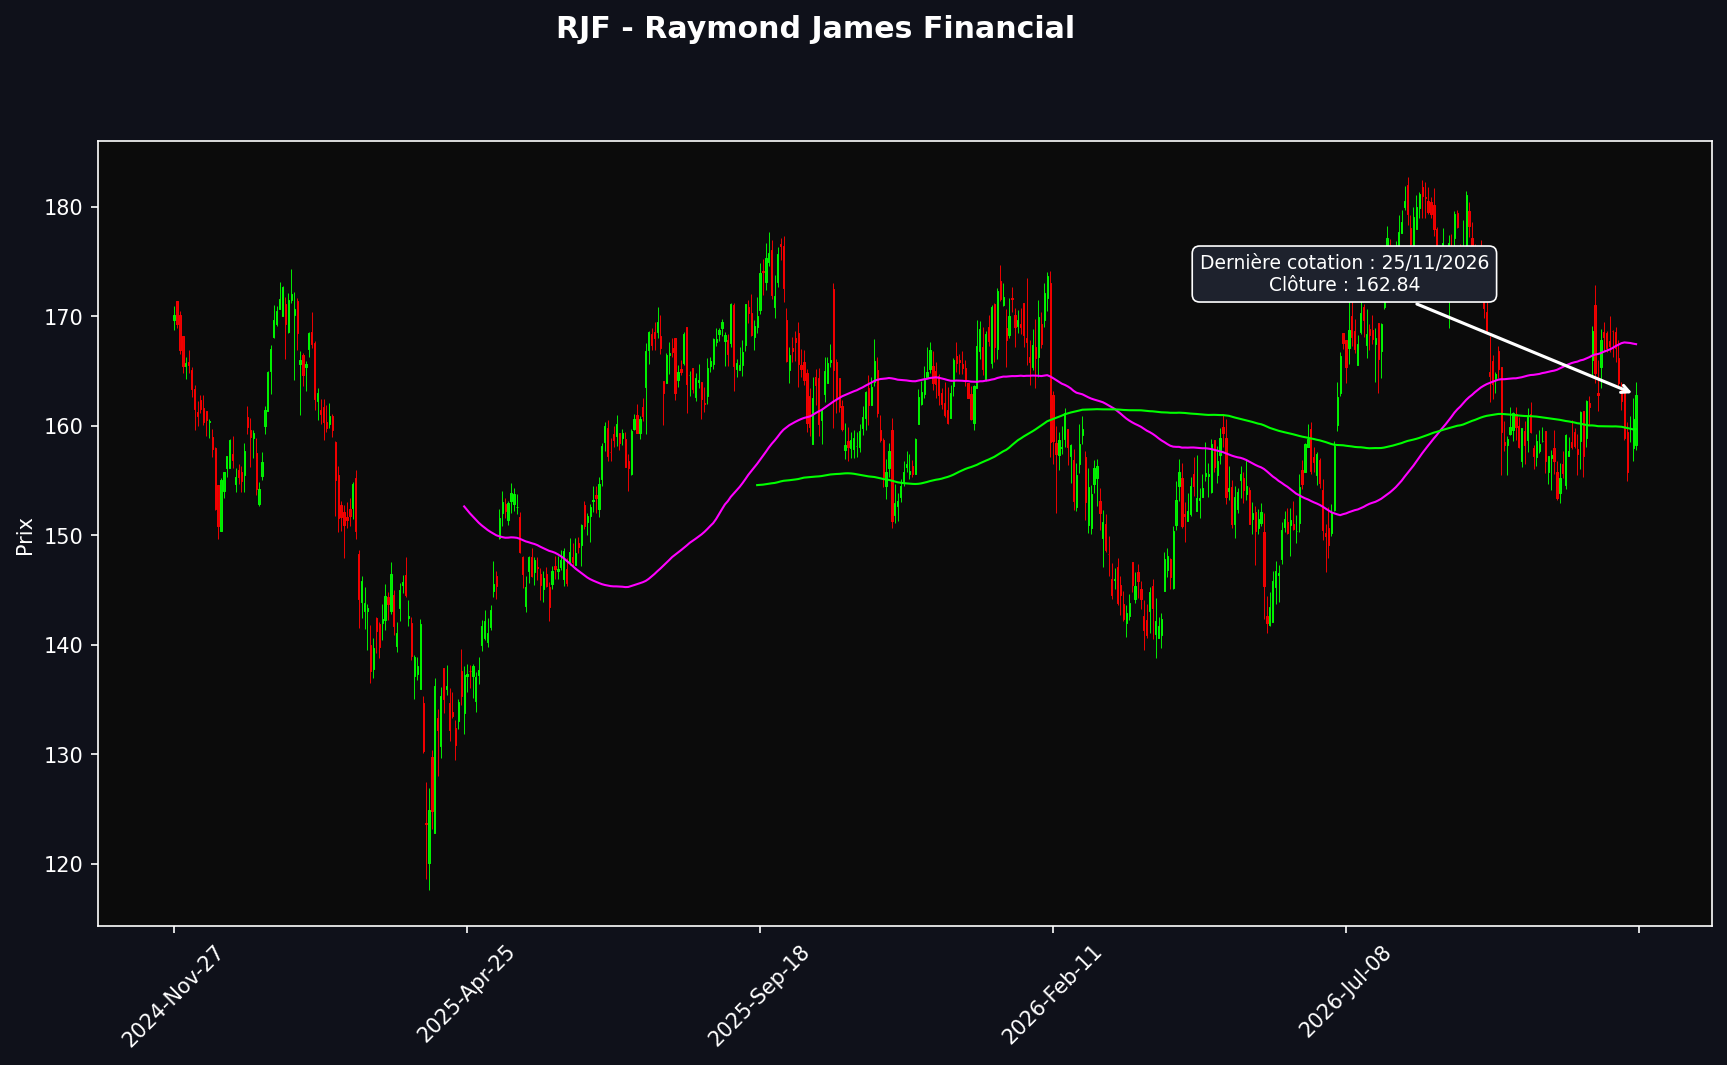 RJF - Raymond James Financial
Dernière cotation : 25/11/2026
Clôture : 162.84
Prix
180
170
160
150
140
130
120
2024-Nov-27
2025-Apr-25
2025-Sep-18
2026-Feb-11
2026-Jul-08